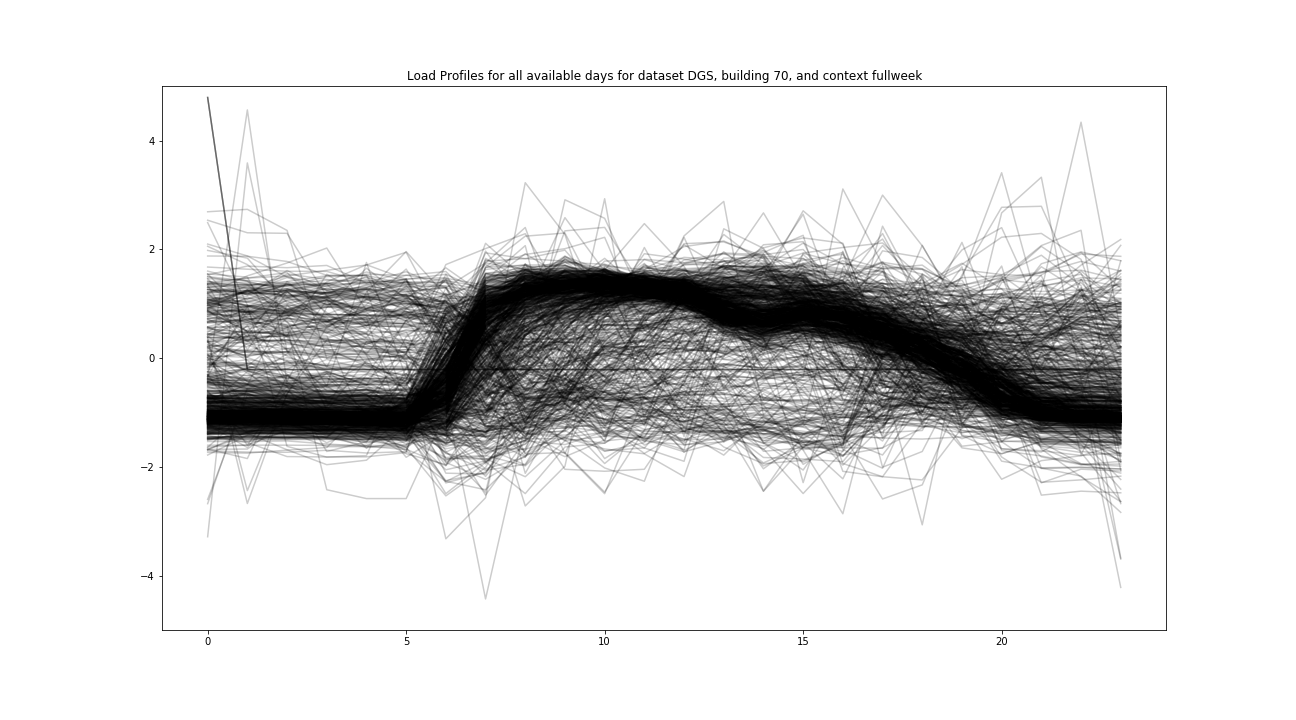 Load Profiles for all available days for dataset DGS, building 70, and context fullweek
4
2
0
−2
−4
0 5 10 15 20